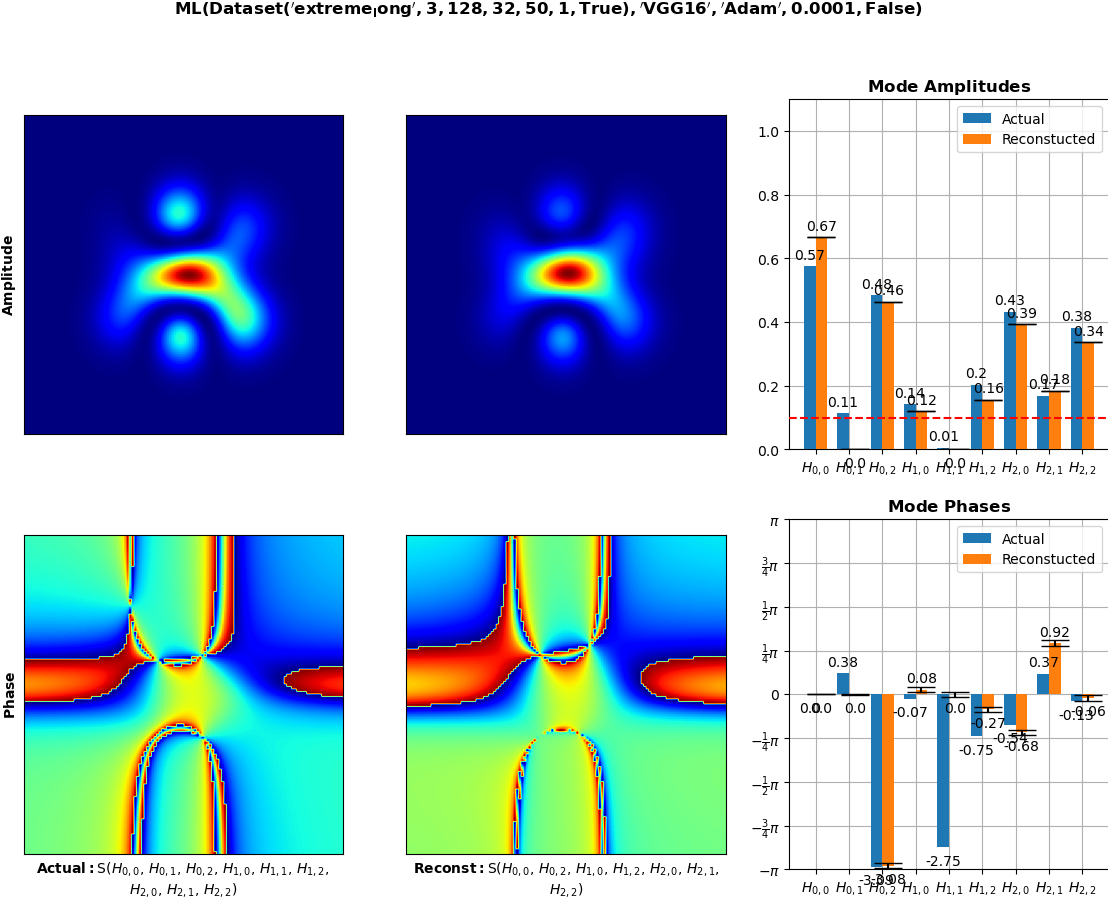 ML(Dataset('extreme_long', 3, 128, 32, 50, 1, True), 'VGG16', 'Adam', 0.0001, False)
Amplitude
Mode Amplitudes
Actual
Reconstucted
1.0
0.8
0.6
0.4
0.2
0.0
0.57
0.67
0.11
0.0
0.48
0.46
0.14
0.12
0.01
0.0
0.2
0.16
0.43
0.39
0.17
0.18
0.38
0.34
H0,0 H0,1 H0,2 H1,0 H1,1 H1,2 H2,0 H2,1 H2,2
Phase
Actual: S(H0,0, H0,1, H0,2, H1,0, H1,1, H1,2,
H2,0, H2,1, H2,2)
Reconst: S(H0,0, H0,2, H1,0, H1,2, H2,0, H2,1,
H2,2)
Mode Phases
Actual
Reconstucted
π
3/4π
1/2π
1/4π
0
−1/4π
−1/2π
−3/4π
−π
0.0
0.0
0.38
0.0
-3.09
-3.08
-0.07
0.08
-2.75
0.0
-0.75
-0.27
-0.54
-0.68
0.37
0.92
-0.13
-0.06
H0,0 H0,1 H0,2 H1,0 H1,1 H1,2 H2,0 H2,1 H2,2